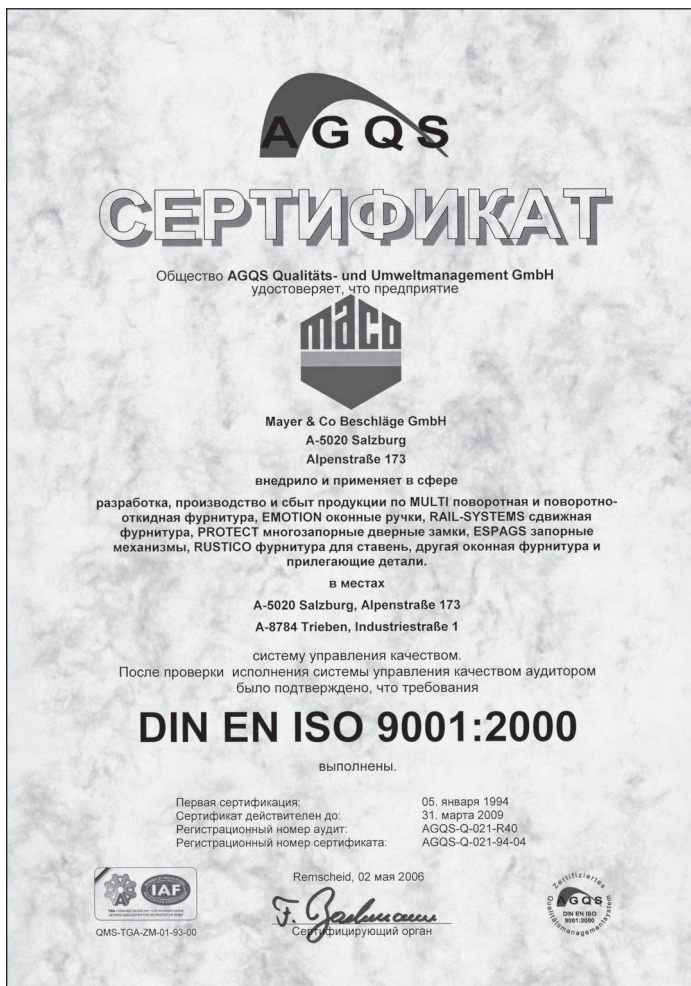 AGQS
СЕРТИФИКАТ
Общество AGQS Qualitäts- und Umweltmanagement GmbH
удостоверяет, что предприятие
maco
Mayer & Co Beschläge GmbH
A-5020 Salzburg
Alpenstraße 173
внедрило и применяет в сфере
разработка, производство и сбыт продукции по MULTI поворотная и поворотно-
откидная фурнитура, EMOTION оконные ручки, RAIL-SYSTEMS сдвижная
фурнитура, PROTECT многозапорные дверные замки, ESPAGS запорные
механизмы, RUSTICO фурнитура для ставень, другая оконная фурнитура и
прилегающие детали.
в местах
A-5020 Salzburg, Alpenstraße 173
A-8784 Trieben, Industriestraße 1
систему управления качеством.
После проверки исполнения системы управления качеством аудитором
было подтверждено, что требования
DIN EN ISO 9001:2000
выполнены.
Первая сертификация: 05. января 1994
Сертификат действителен до: 31. марта 2009
Регистрационный номер аудит: AGQS-Q-021-R40
Регистрационный номер сертификата: AGQS-Q-021-94-04
IAF
QMS-TGA-ZM-01-93-00
Remscheid, 02 мая 2006
Сертифицирующий орган
Zertifiziertes
AGQS
DIN EN ISO
9001:2000
Qualitätsmanagementsystem